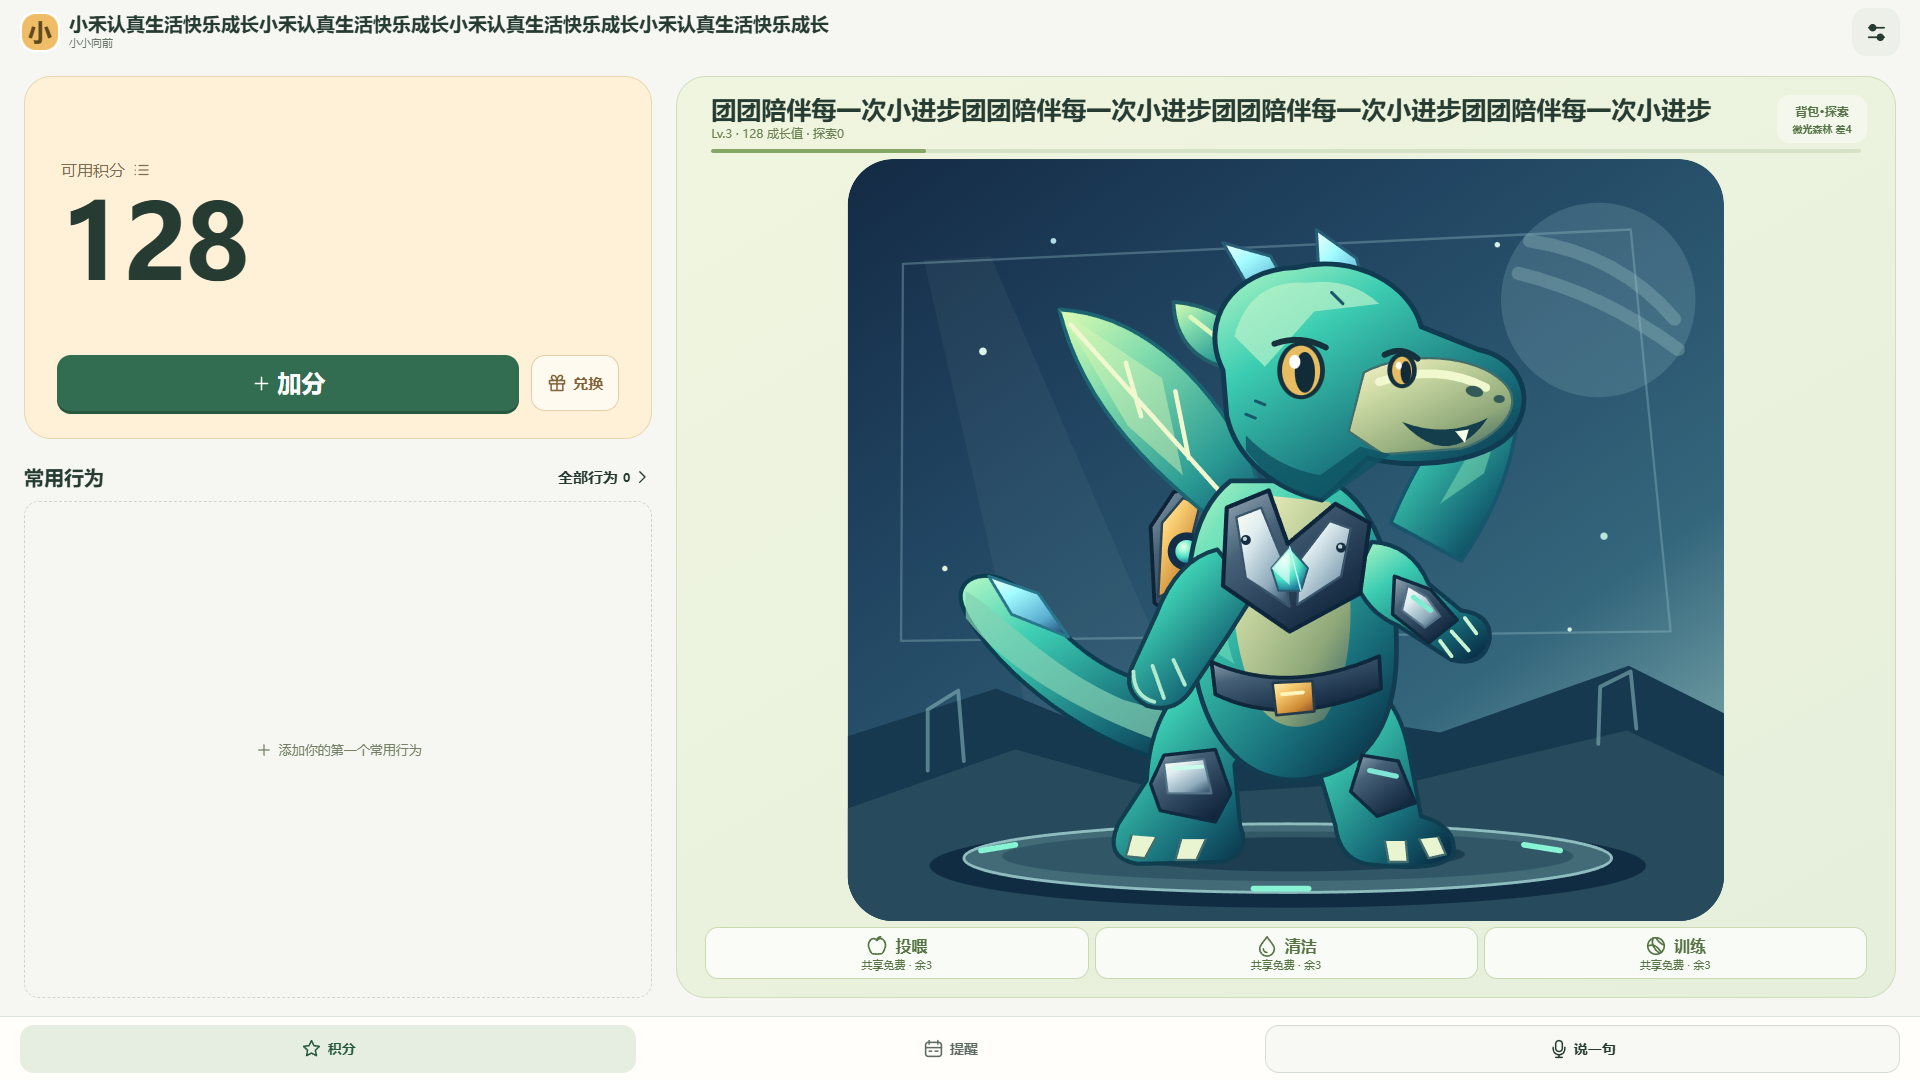 小
小禾认真生活快乐成长小禾认真生活快乐成长小禾认真生活快乐成长小禾认真生活快乐成长
小小向前
可用积分
128
+ 加分
兑换
常用行为
全部行为 0
+ 添加你的第一个常用行为
团团陪伴每一次小进步团团陪伴每一次小进步团团陪伴每一次小进步团团陪伴每一次小进步
Lv.3 · 128 成长值 · 探索0
背包•探索
微光森林 差4
投喂
共享免费 · 余3
清洁
共享免费 · 余3
训练
共享免费 · 余3
积分
提醒
说一句